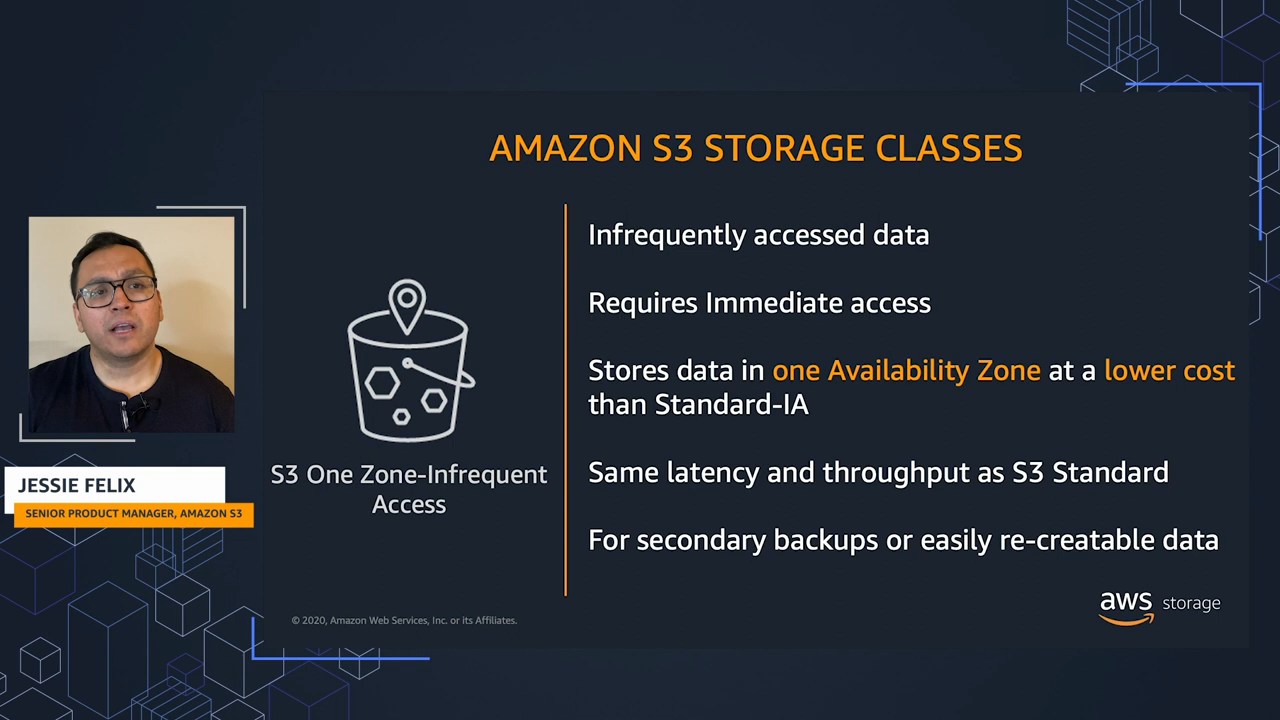 AMAZON S3 STORAGE CLASSES
Infrequently accessed data
Requires Immediate access
Stores data in one Availability Zone at a lower cost
than Standard-IA
Same latency and throughput as S3 Standard
For secondary backups or easily re-creatable data
S3 One Zone-Infrequent
Access
JESSIE FELIX
SENIOR PRODUCT MANAGER, AMAZON S3
© 2020, Amazon Web Services, Inc. or its Affiliates.
aws storage